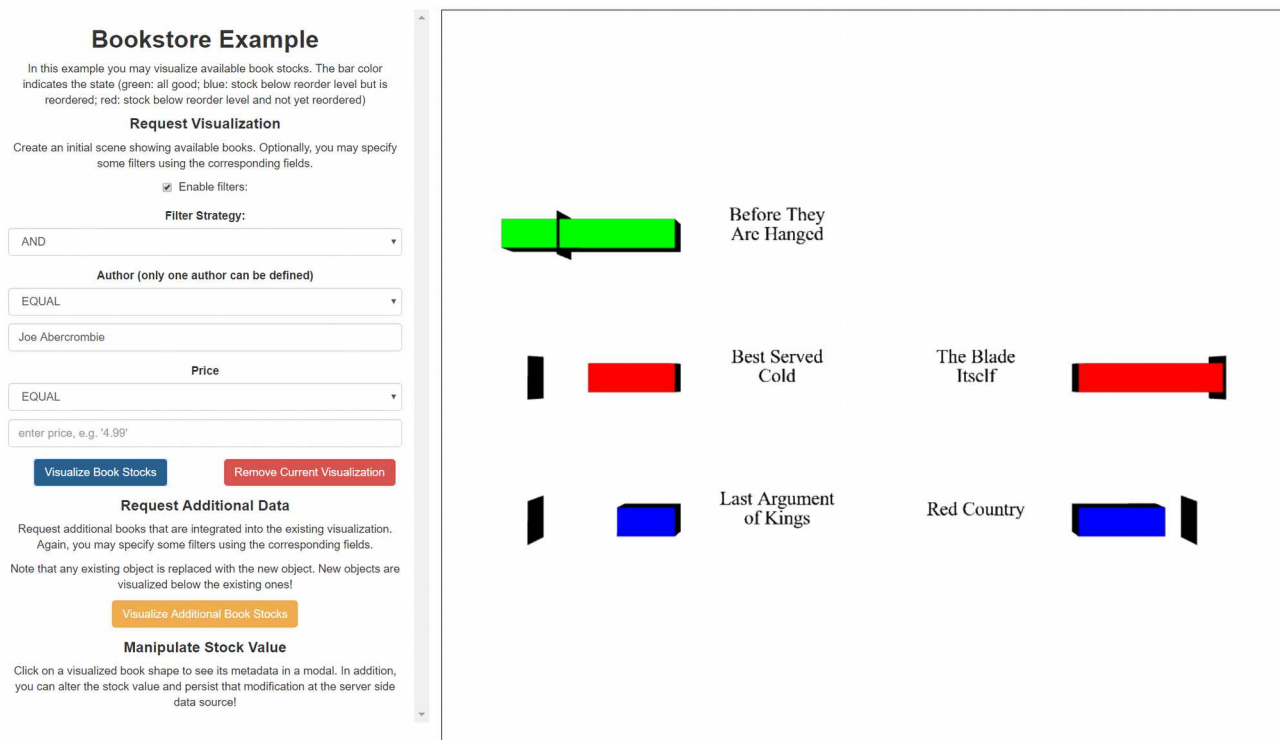 Bookstore Example
In this example you may visualize available book stocks. The bar color
indicates the state (green: all good; blue: stock below reorder level but is
reordered; red: stock below reorder level and not yet reordered)
Request Visualization
Create an initial scene showing available books. Optionally, you may specify
some filters using the corresponding fields.
Enable filters:
Filter Strategy:
AND
Author (only one author can be defined)
EQUAL
Joe Abercrombie
Price
EQUAL
enter price, e.g. '4.99'
Visualize Book Stocks
Remove Current Visualization
Request Additional Data
Request additional books that are integrated into the existing visualization.
Again, you may specify some filters using the corresponding fields.
Note that any existing object is replaced with the new object. New objects are
visualized below the existing ones!
Visualize Additional Book Stocks
Manipulate Stock Value
Click on a visualized book shape to see its metadata in a modal. In addition,
you can alter the stock value and persist that modification at the server side
data source!
Before They
Are Hanged
Best Served
Cold
The Blade
Itself
Last Argument
of Kings
Red Country